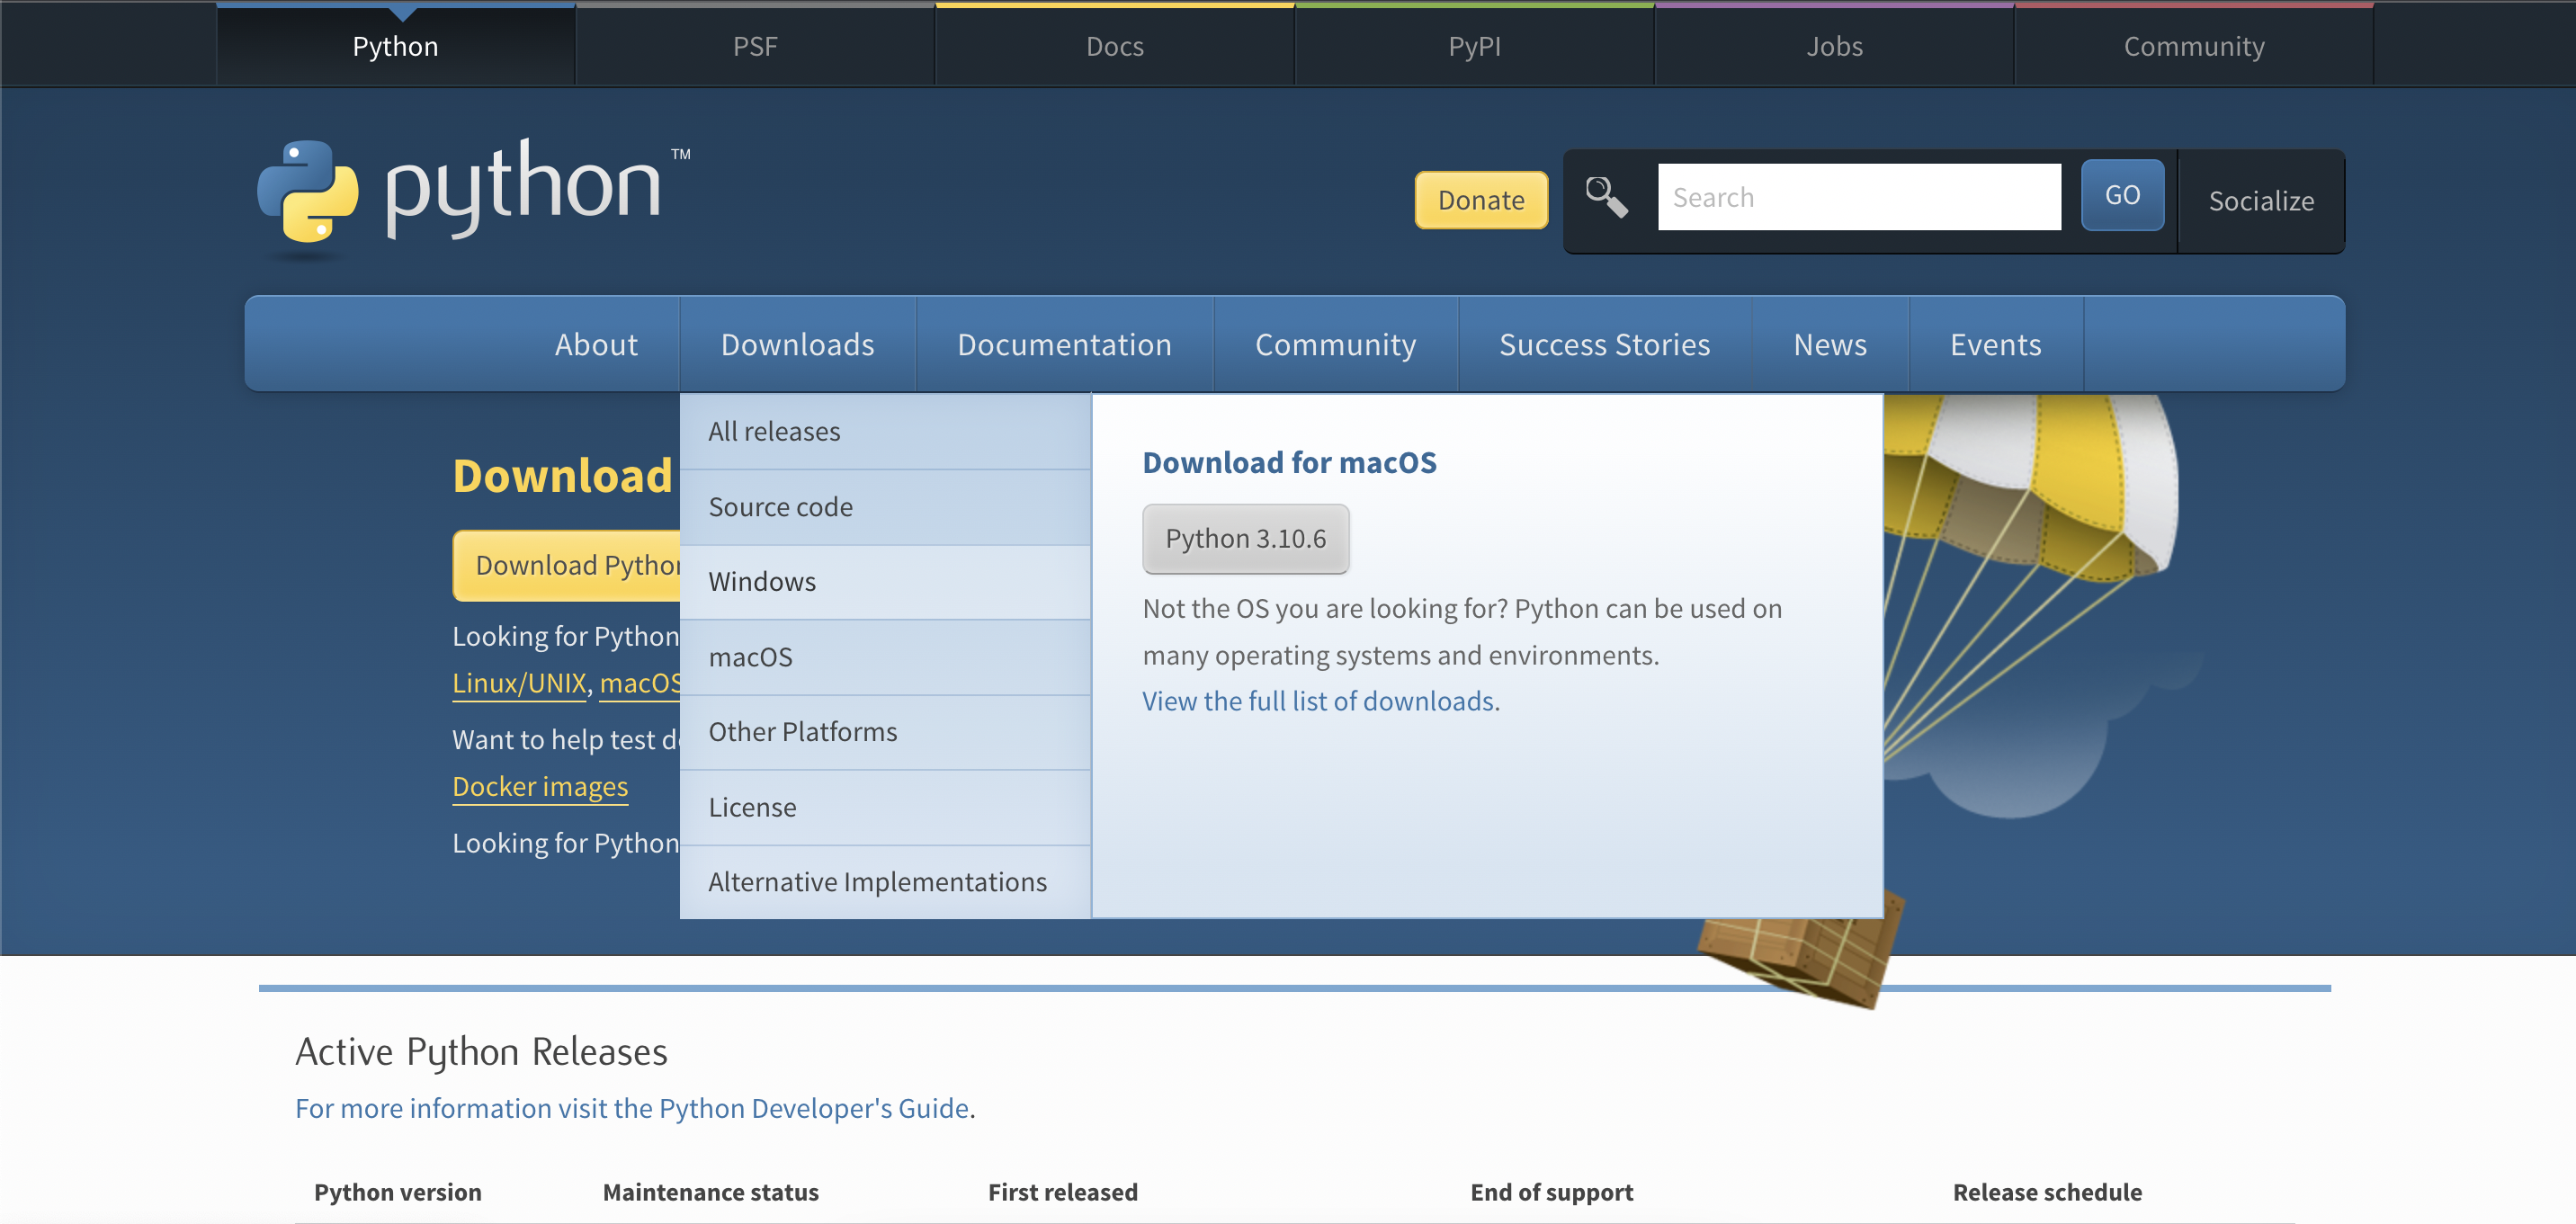 Python
PSF
Docs
PyPI
Jobs
Community
python™
Donate
Search
GO
Socialize
About
Downloads
Documentation
Community
Success Stories
News
Events
All releases
Source code
Windows
macOS
Other Platforms
License
Alternative Implementations
Download for macOS
Python 3.10.6
Not the OS you are looking for? Python can be used on
many operating systems and environments.
View the full list of downloads.
Download
Download Python
Looking for Python
Linux/UNIX, macOS
Want to help test
Docker images
Looking for Python
Active Python Releases
For more information visit the Python Developer's Guide.
Python version
Maintenance status
First released
End of support
Release schedule